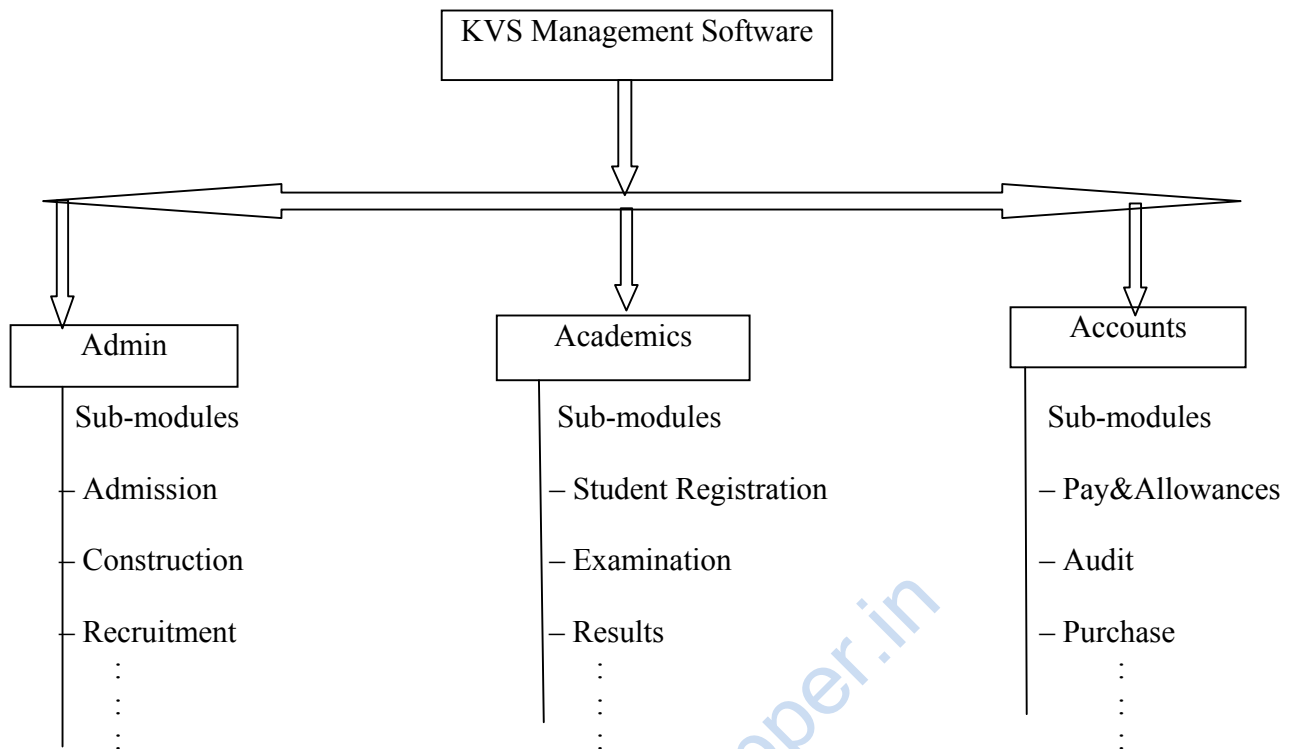 KVS Management Software
Admin
Sub-modules
– Admission
– Construction
– Recruitment
Academics
Sub-modules
– Student Registration
– Examination
– Results
Accounts
Sub-modules
– Pay&Allowances
– Audit
– Purchase